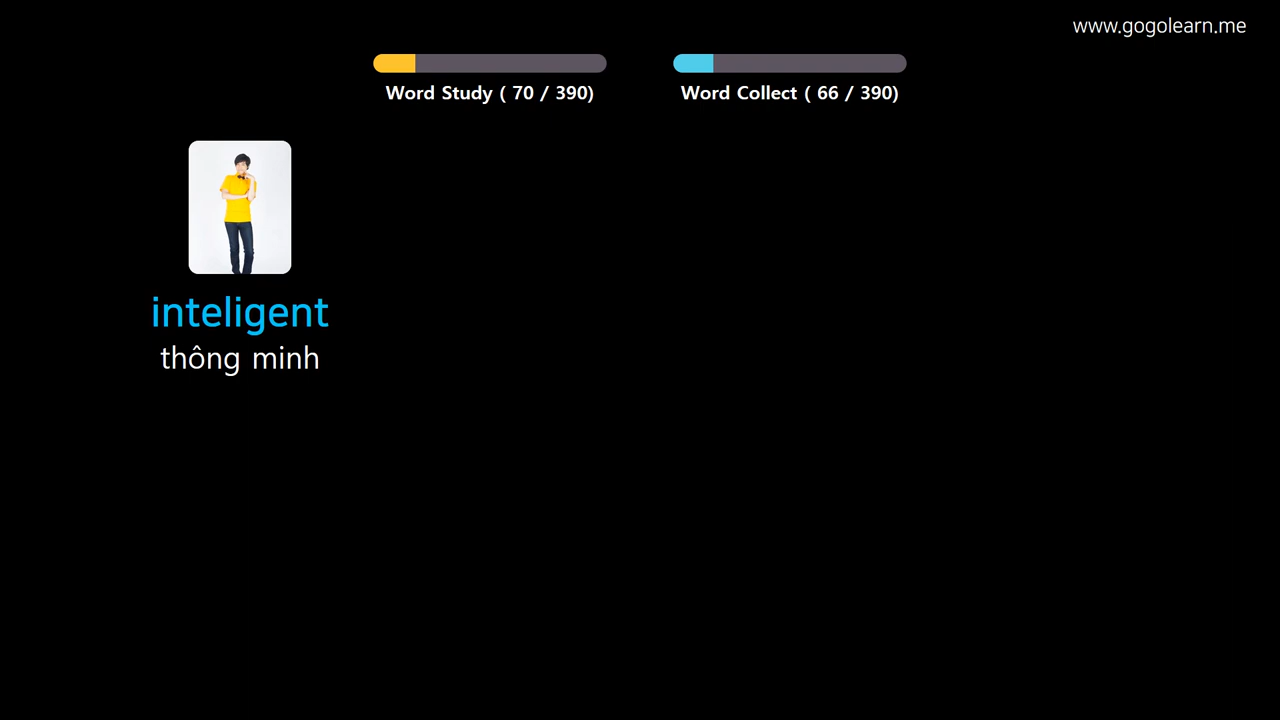 www.gogolearn.me
Word Study ( 70 / 390)
Word Collect ( 66 / 390)
inteligent
thông minh